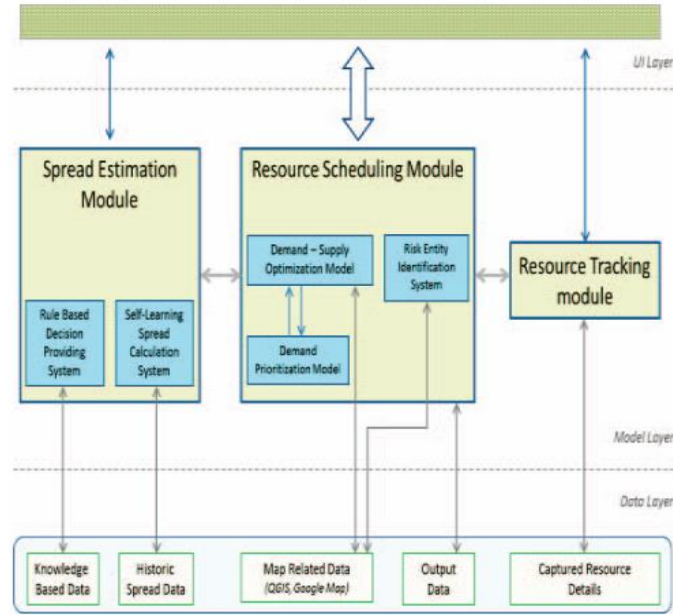 UI Layer
Spread Estimation
Module
Resource Scheduling Module
Demand – Supply
Optimization Model
Risk Entity
Identification
System
Resource Tracking
module
Rule Based
Decision
Providing
System
Self-Learning
Spread
Calculation
System
Demand
Prioritization Model
Model Layer
Data Layer
Knowledge
Based Data
Historic
Spread Data
Map Related Data
(QGIS, Google Map)
Output
Data
Captured Resource
Details